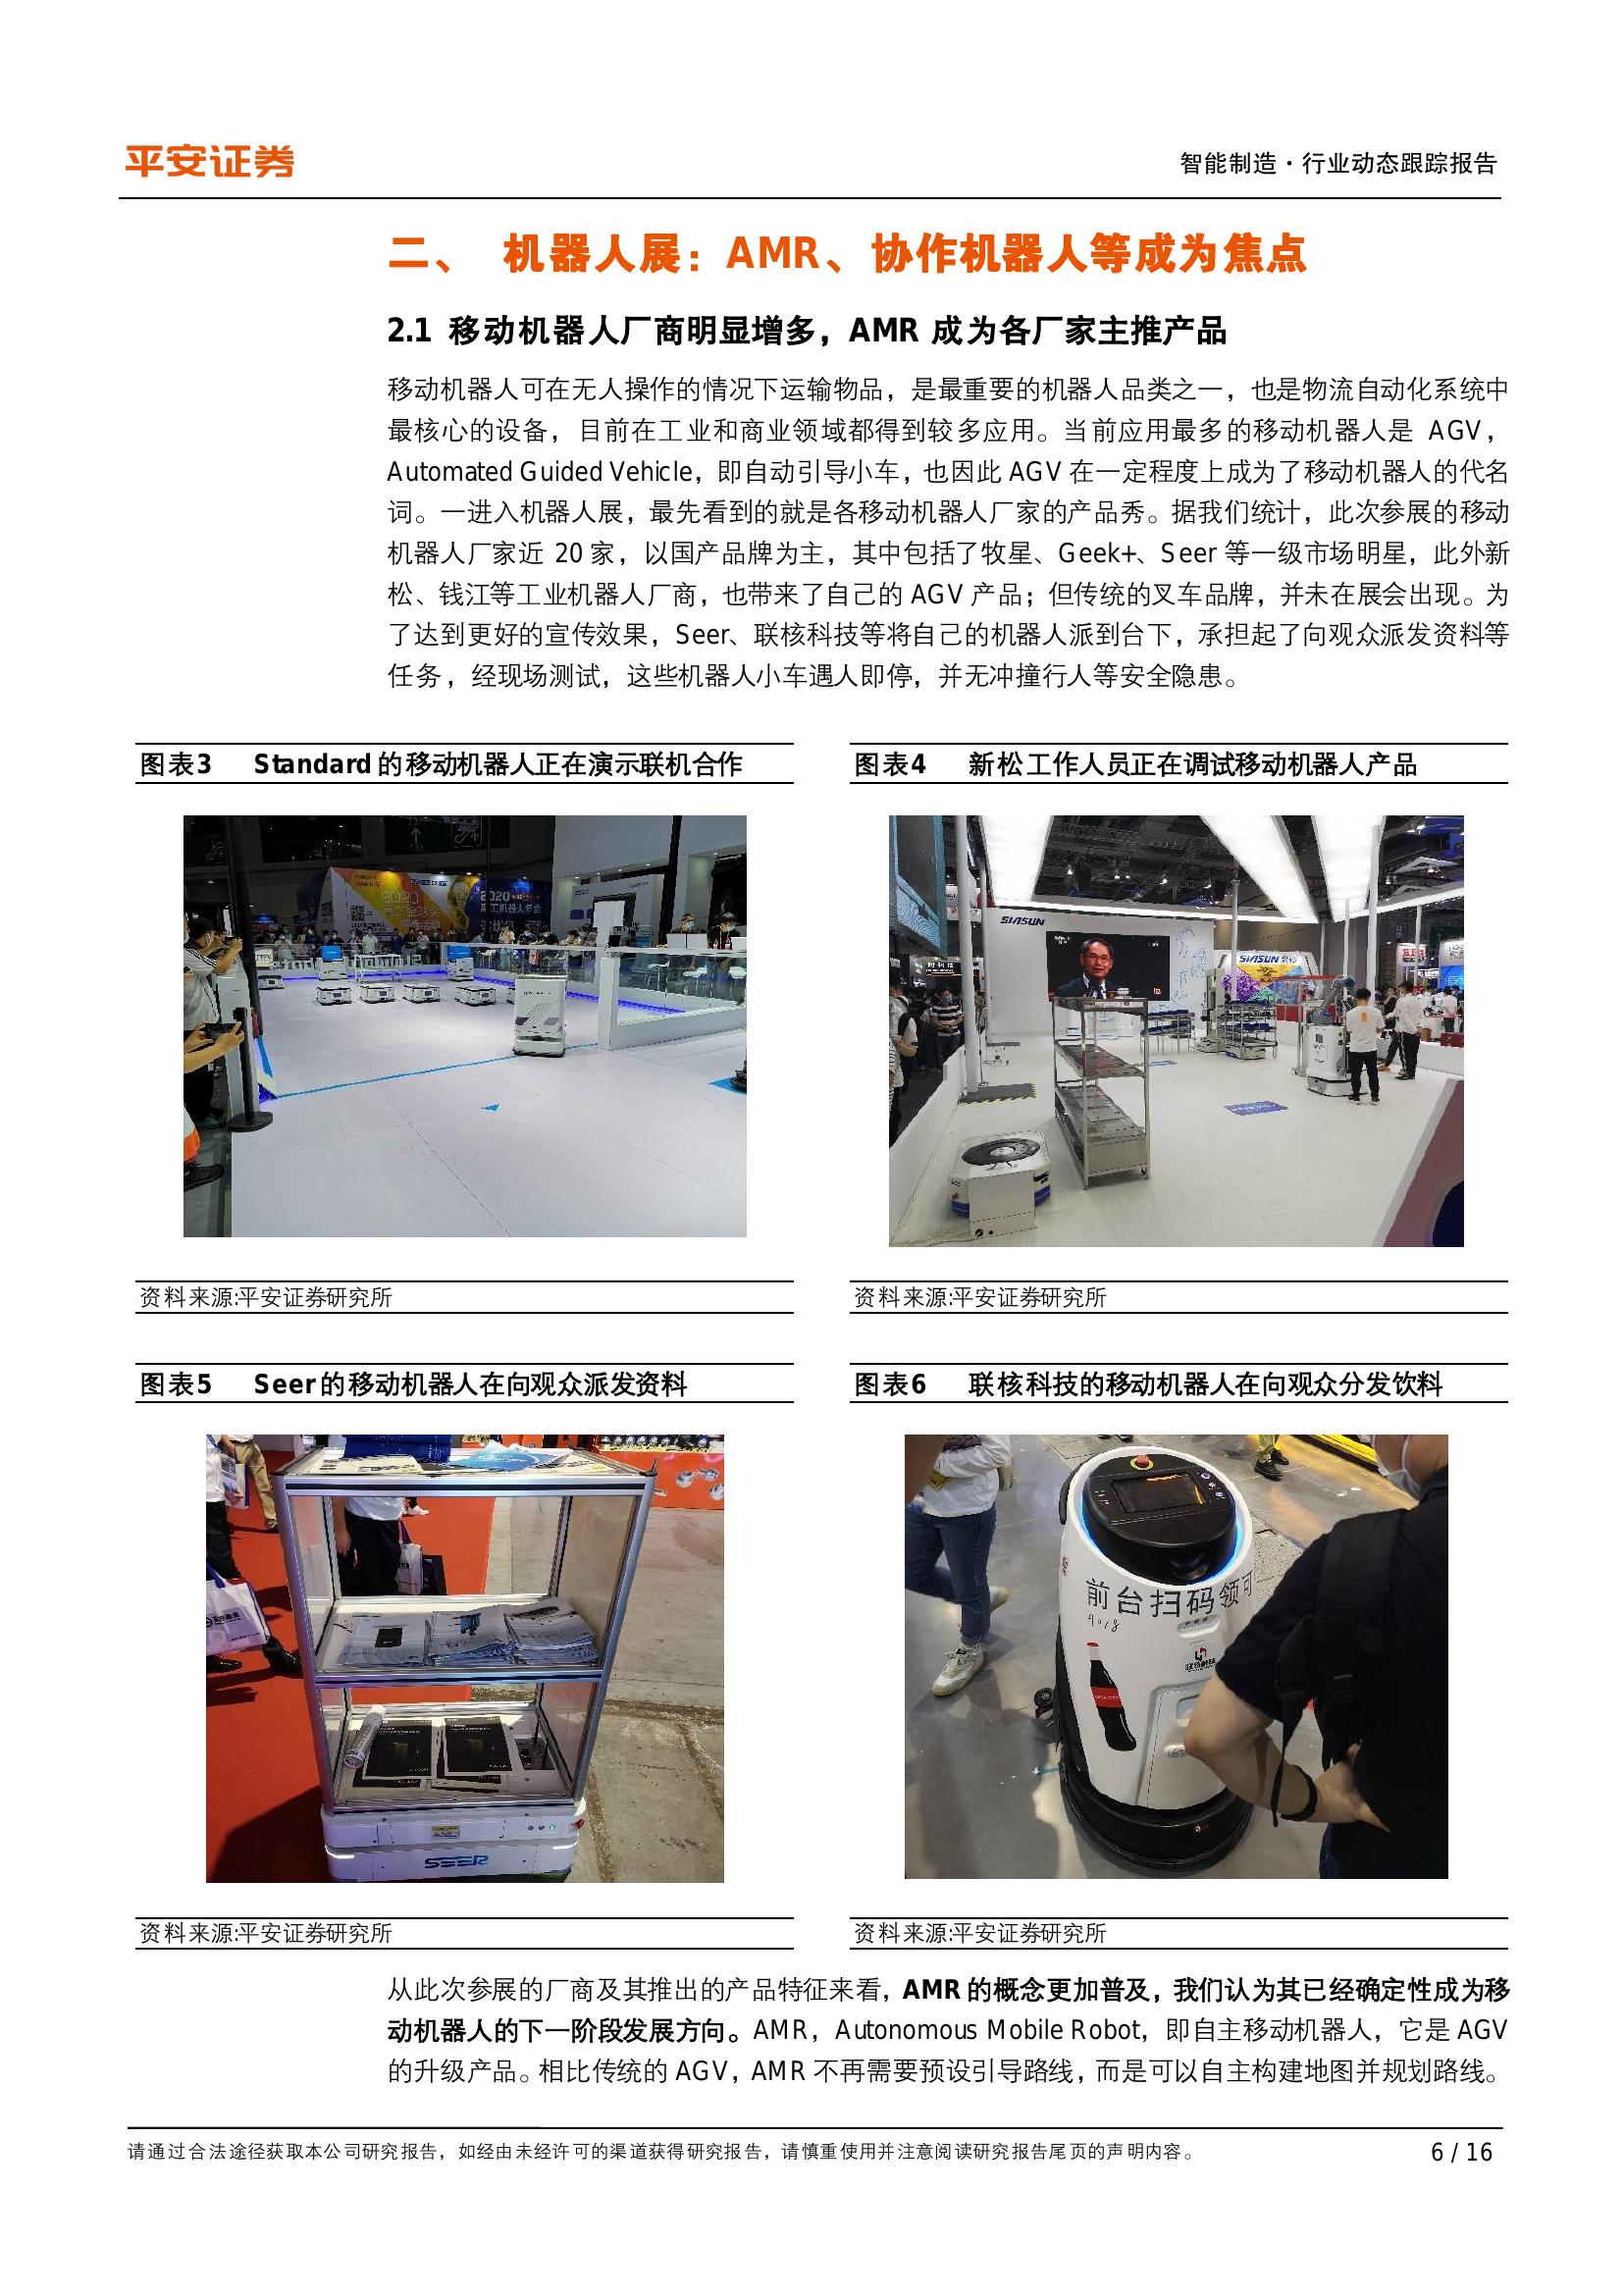 平安证券
智能制造·行业动态跟踪报告
二、 机器人展：AMR、协作机器人等成为焦点
2.1 移动机器人厂商明显增多，AMR 成为各厂家主推产品
移动机器人可在无人操作的情况下运输物品，是最重要的机器人品类之一，也是物流自动化系统中
最核心的设备，目前在工业和商业领域都得到较多应用。当前应用最多的移动机器人是 AGV，
Automated Guided Vehicle，即自动引导小车，也因此 AGV 在一定程度上成为了移动机器人的代名
词。一进入机器人展，最先看到的就是各移动机器人厂家的产品秀。据我们统计，此次参展的移动
机器人厂家近 20 家，以国产品牌为主，其中包括了牧星、Geek+、Seer 等一级市场明星，此外新
松、钱江等工业机器人厂商，也带来了自己的 AGV 产品；但传统的叉车品牌，并未在展会出现。为
了达到更好的宣传效果，Seer、联核科技等将自己的机器人派到台下，承担起了向观众派发资料等
任务，经现场测试，这些机器人小车遇人即停，并无冲撞行人等安全隐患。
图表3 Standard 的移动机器人正在演示联机合作
图表4 新松工作人员正在调试移动机器人产品
2020
2020
SIASUN
SIASUN
资料来源:平安证券研究所
资料来源:平安证券研究所
图表5 Seer 的移动机器人在向观众派发资料
图表6 联核科技的移动机器人在向观众分发饮料
SEER
前台扫码领可
资料来源:平安证券研究所
资料来源:平安证券研究所
从此次参展的厂商及其推出的产品特征来看，AMR 的概念更加普及，我们认为其已经确定性成为移
动机器人的下一阶段发展方向。AMR，Autonomous Mobile Robot，即自主移动机器人，它是 AGV
的升级产品。相比传统的 AGV，AMR 不再需要预设引导路线，而是可以自主构建地图并规划路线。
请通过合法途径获取本公司研究报告，如经由未经许可的渠道获得研究报告，请慎重使用并注意阅读研究报告尾页的声明内容。
6 / 16